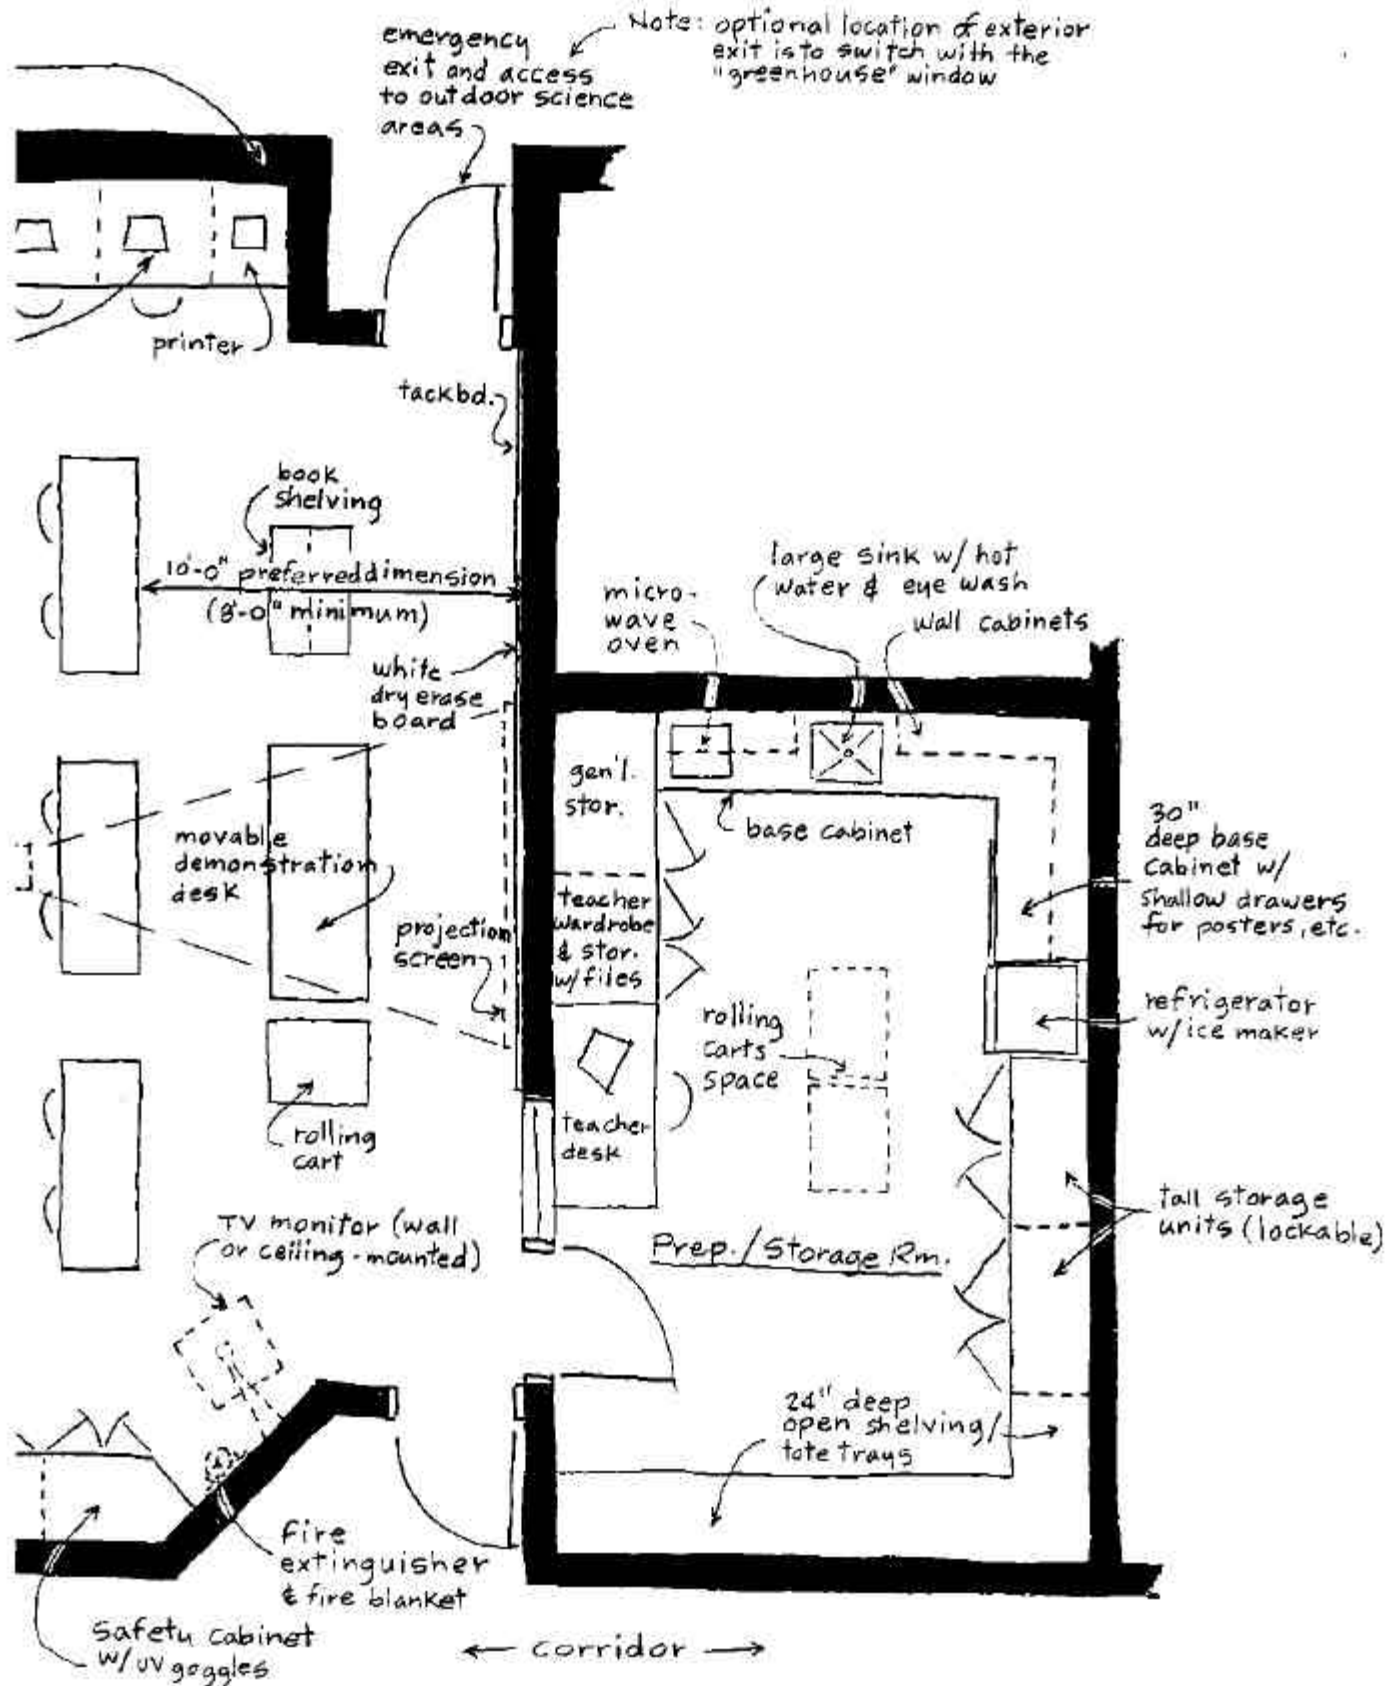 Note: optional location of exterior
exit is to switch with the
"greenhouse" window
emergency
exit and access
to outdoor science
areas
printer
tackbd.
book
shelving
10'-0" preferred dimension
(8'-0" minimum)
white
dry erase
board
large sink w/ hot
water & eye wash
micro-
wave
oven
wall cabinets
gen'l.
stor.
base cabinet
30"
deep base
cabinet w/
shallow drawers
for posters, etc.
movable
demonstration
desk
teacher
wardrobe
& stor.
w/files
projection
screen
rolling
carts
space
refrigerator
w/ice maker
teacher
desk
rolling
cart
tall storage
units (lockable)
TV monitor (wall
or ceiling-mounted)
Prep./Storage Rm.
24" deep
open shelving/
tote trays
fire
extinguisher
& fire blanket
safety cabinet
w/UV goggles
← corridor →